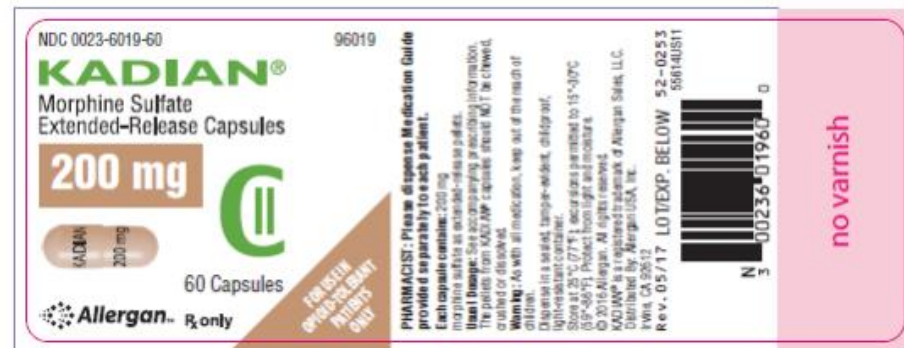 NDC 0023-6019-60
96019
KADIAN®
Morphine Sulfate
Extended-Release Capsules
200 mg
CII
KADIAN
200 mg
60 Capsules
Allergan™
Rx only
FOR USE IN
OPIOID-TOLERANT
PATIENTS
ONLY
PHARMACIST: Please dispense Medication Guide
provided separately to each patient.
Each capsule contains: 200 mg
morphine sulfate as extended-release pellets.
Usual Dosage: See accompanying prescribing information.
The pellets from KADIAN® capsules should NOT be chewed,
crushed or dissolved.
Warning: As with all medication, keep out of the reach of
children.
Dispense in a sealed, tamper-evident, childproof,
light-resistant container.
Store at 25°C (77°F); excursions permitted to 15°-30°C
(59°-86°F). Protect from light and moisture.
© 2016 Allergan. All rights reserved.
KADIAN® is a registered trademark of Allergan Sales, LLC.
Distributed By: Allergan USA, Inc.
Irvine, CA 92612
Rev. 05/17 LOT/EXP. BELOW 52-0253
55614US11
N
3 00236 01960 0
no varnish